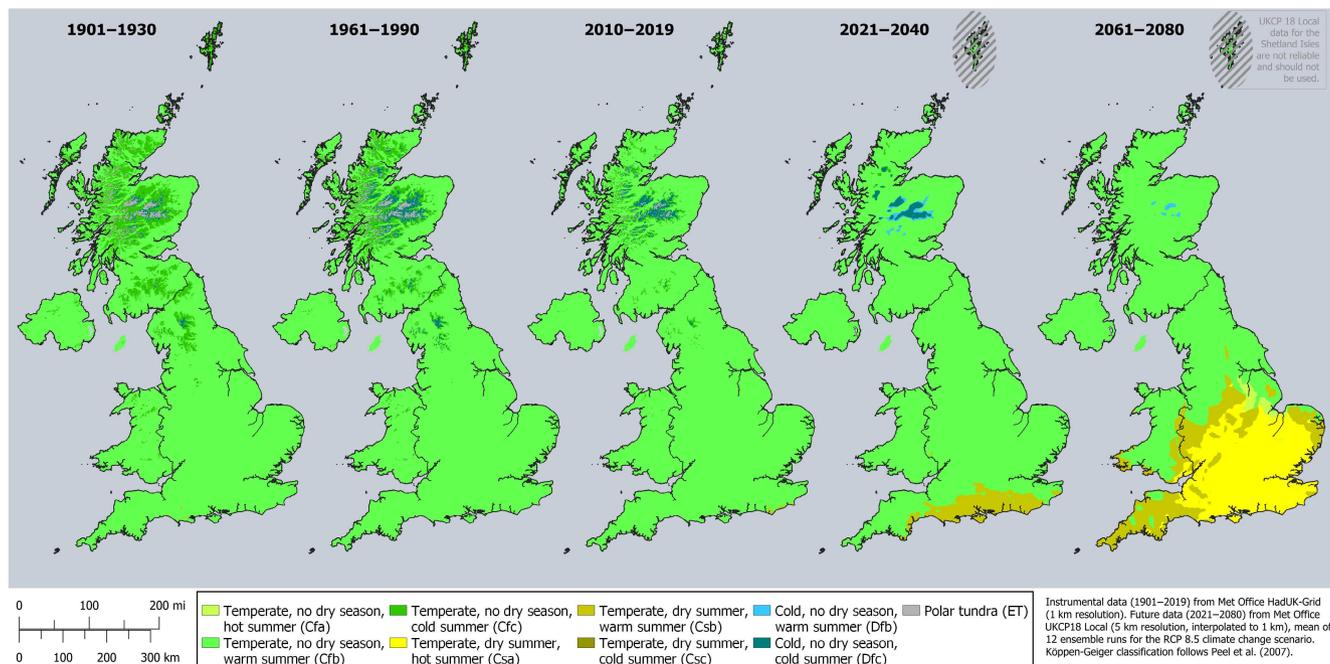 1901–1930
1961–1990
2010–2019
2021–2040
2061–2080
UKCP 18 Local
data for the
Shetland Isles
are not reliable
and should not
be used.
0 100 200 mi
0 100 200 300 km
Temperate, no dry season,
hot summer (Cfa)
Temperate, no dry season,
warm summer (Cfb)
Temperate, no dry season,
cold summer (Cfc)
Temperate, dry summer,
hot summer (Csa)
Temperate, dry summer,
warm summer (Csb)
Temperate, dry summer,
cold summer (Csc)
Cold, no dry season,
warm summer (Dfb)
Cold, no dry season,
cold summer (Dfc)
Polar tundra (ET)
Instrumental data (1901–2019) from Met Office HadUK-Grid
(1 km resolution). Future data (2021–2080) from Met Office
UKCP18 Local (5 km resolution, interpolated to 1 km), mean of
12 ensemble runs for the RCP 8.5 climate change scenario.
Köppen-Geiger classification follows Peel et al. (2007).